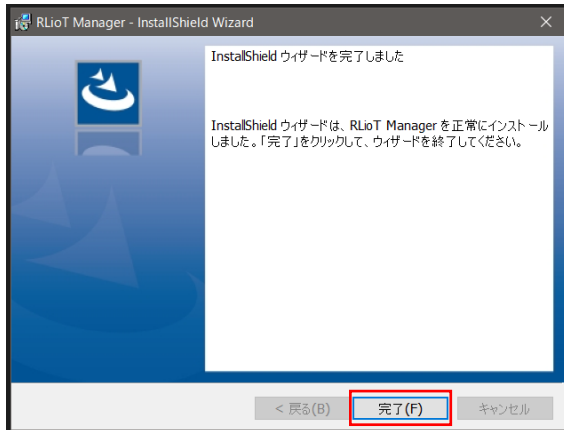 RLioT Manager - InstallShield Wizard
InstallShield ウィザードを完了しました
InstallShield ウィザードは、RLioT Manager を正常にインストール
しました。「完了」をクリックして、ウィザードを終了してください。
< 戻る(B) 完了(F) キャンセル